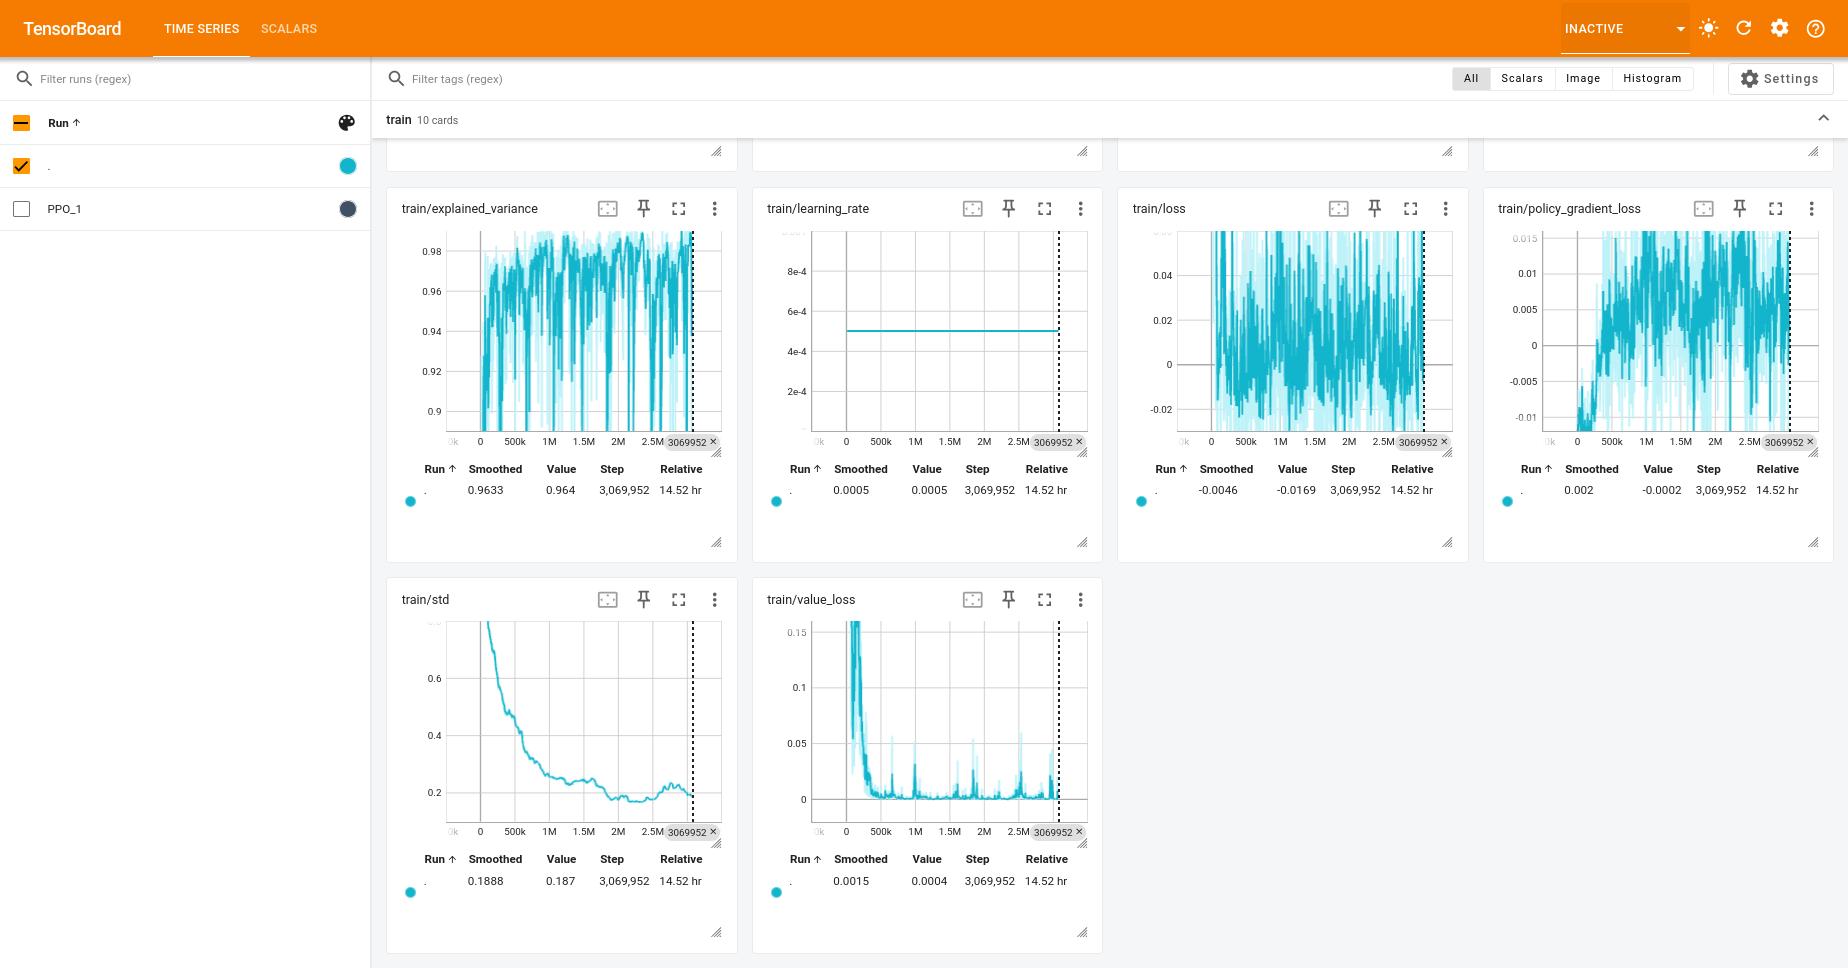 TensorBoard TIME SERIES SCALARS INACTIVE
Filter runs (regex)
Run
.
PPO_1
Filter tags (regex) All Scalars Image Histogram Settings
train 10 cards
train/explained_variance
0.98
0.96
0.94
0.92
0.9
0k 0 500k 1M 1.5M 2M 2.5M 3069952
Run Smoothed Value Step Relative
. 0.9633 0.964 3,069,952 14.52 hr
train/learning_rate
0.001
8e-4
6e-4
4e-4
2e-4
0k 0 500k 1M 1.5M 2M 2.5M 3069952
Run Smoothed Value Step Relative
. 0.0005 0.0005 3,069,952 14.52 hr
train/loss
0.06
0.04
0.02
0
-0.02
0k 0 500k 1M 1.5M 2M 2.5M 3069952
Run Smoothed Value Step Relative
. -0.0046 -0.0169 3,069,952 14.52 hr
train/policy_gradient_loss
0.015
0.01
0.005
0
-0.005
-0.01
0k 0 500k 1M 1.5M 2M 2.5M 3069952
Run Smoothed Value Step Relative
. 0.002 -0.0002 3,069,952 14.52 hr
train/std
0.8
0.6
0.4
0.2
0k 0 500k 1M 1.5M 2M 2.5M 3069952
Run Smoothed Value Step Relative
. 0.1888 0.187 3,069,952 14.52 hr
train/value_loss
0.15
0.1
0.05
0
0k 0 500k 1M 1.5M 2M 2.5M 3069952
Run Smoothed Value Step Relative
. 0.0015 0.0004 3,069,952 14.52 hr